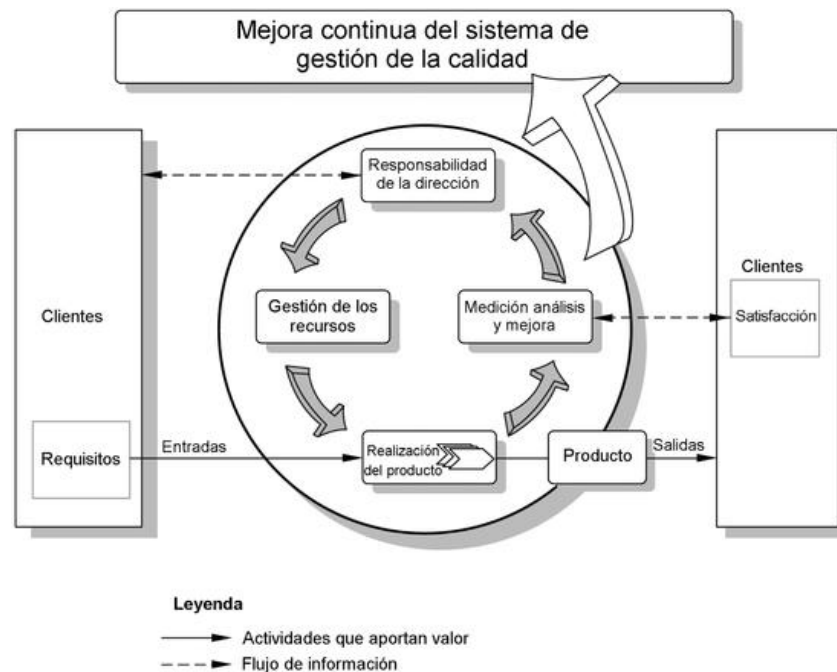 Mejora continua del sistema de
gestión de la calidad
Responsabilidad
de la dirección
Clientes
Gestión de los
recursos
Medición análisis
y mejora
Clientes
Satisfacción
Requisitos
Entradas
Realización
del producto
Producto
Salidas
Leyenda
Actividades que aportan valor
Flujo de información